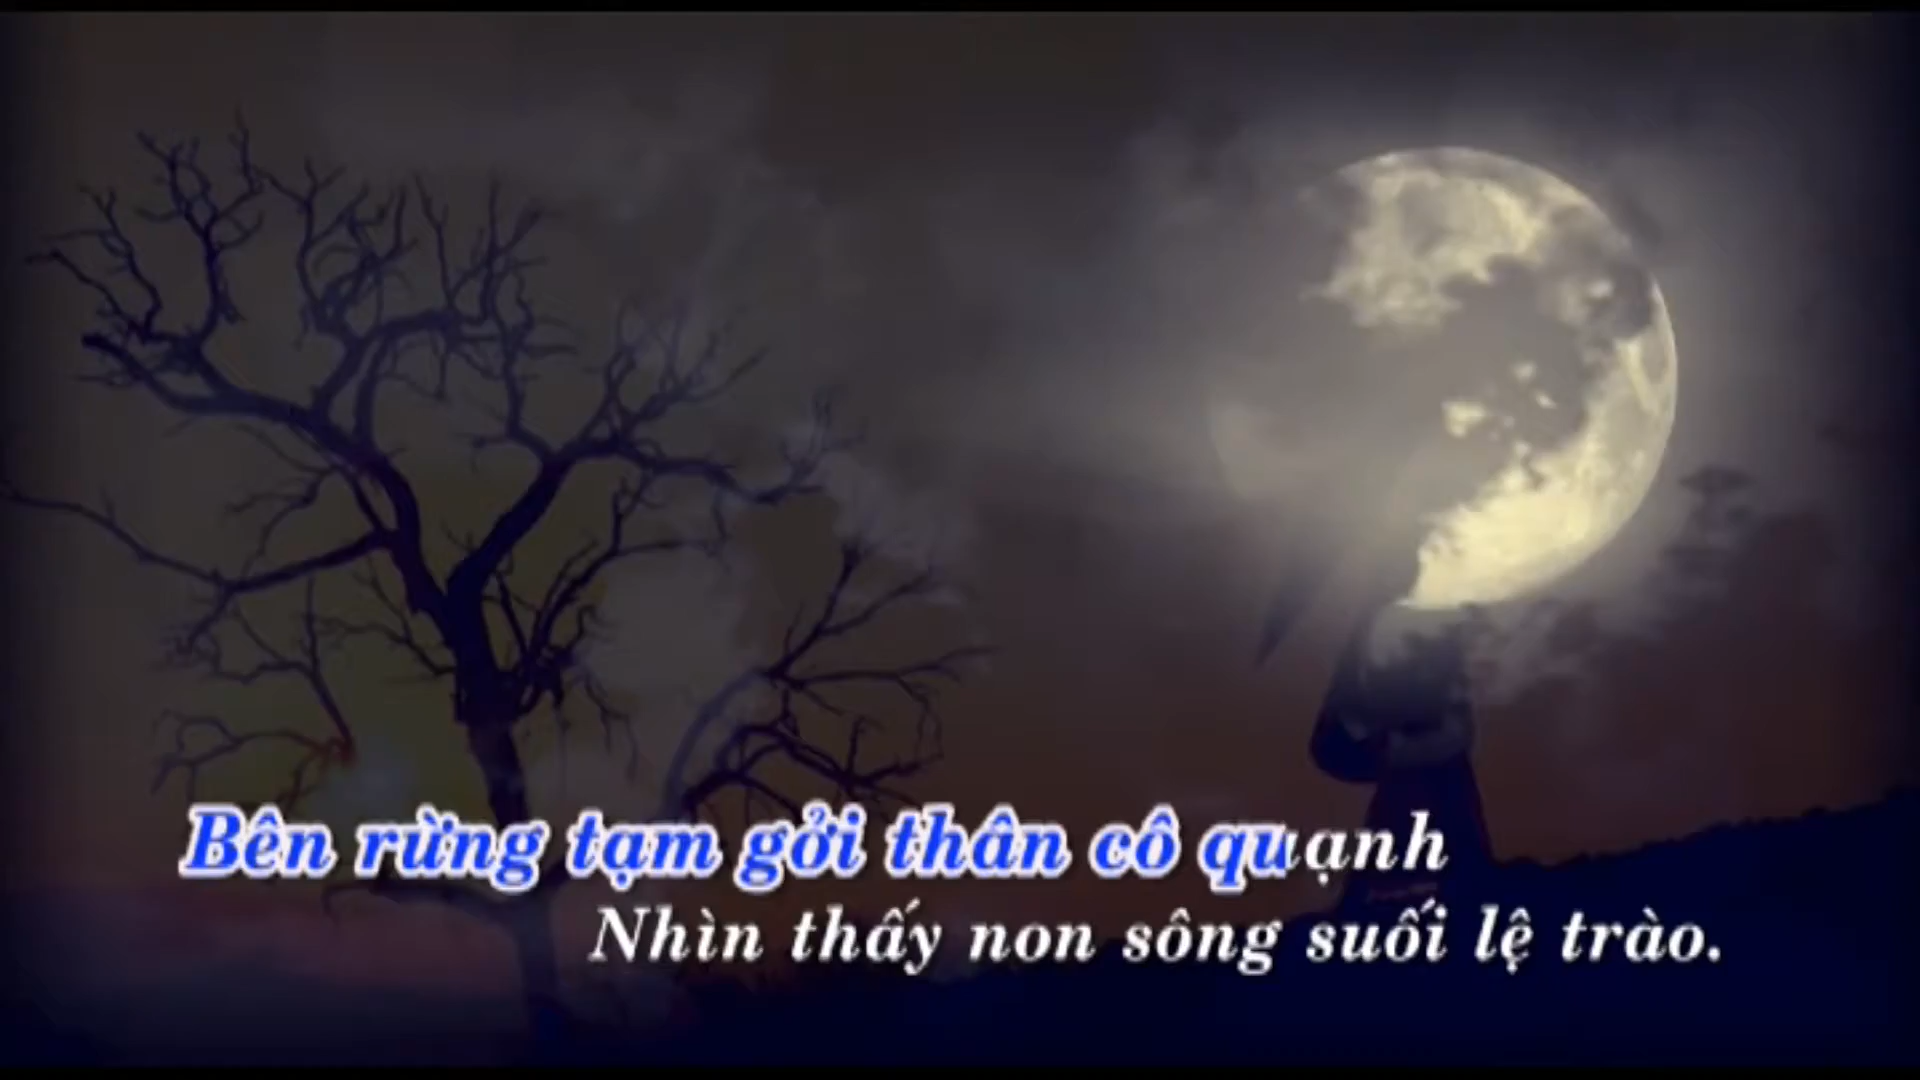 Bên rừng tạm gởi thân cô quạnh
Nhìn thấy non sông suối lệ trào.